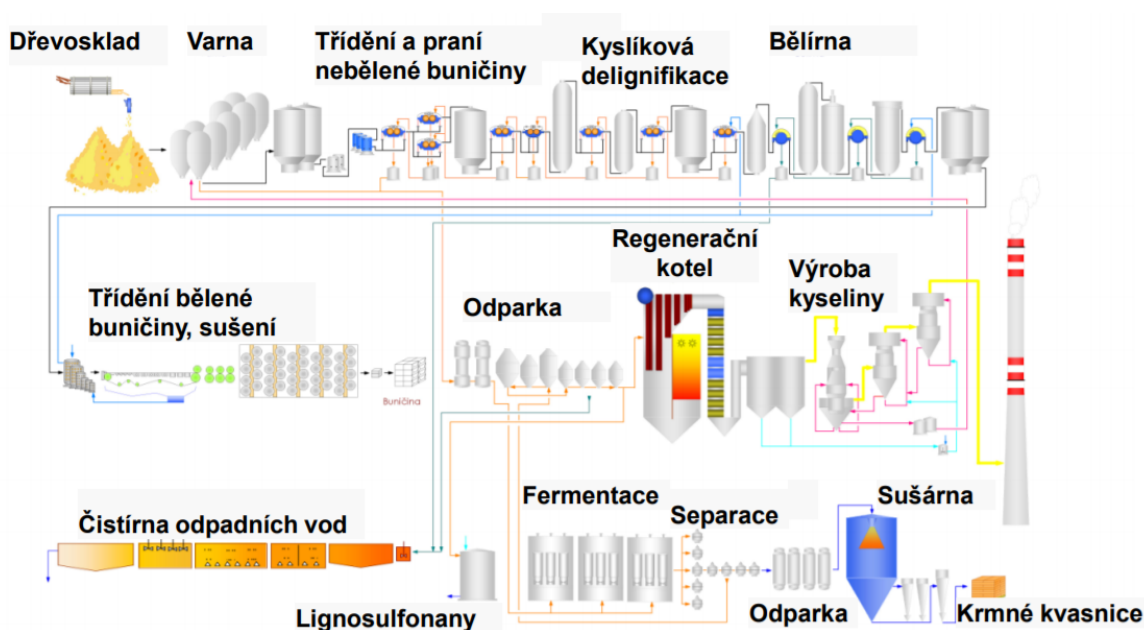 Dřevosklad
Varna
Třídění a praní
nebělené buničiny
Kyslíková
delignifikace
Bělírna
Třídění bělené
buničiny, sušení
Buničina
Odparka
Regenerační
kotel
Výroba
kyseliny
Čistírna odpadních vod
Lignosulfonany
Fermentace
Separace
Odparka
Sušárna
Krmné kvasnice